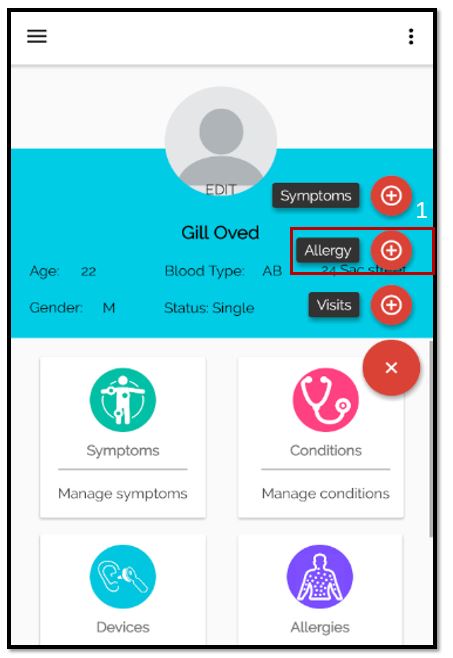 EDIT
Symptoms
1
Gill Oved
Allergy
Age: 22 Blood Type: AB 24 Sac street
Gender: M Status: Single Visits
Symptoms Conditions
Manage symptoms Manage conditions
Devices Allergies